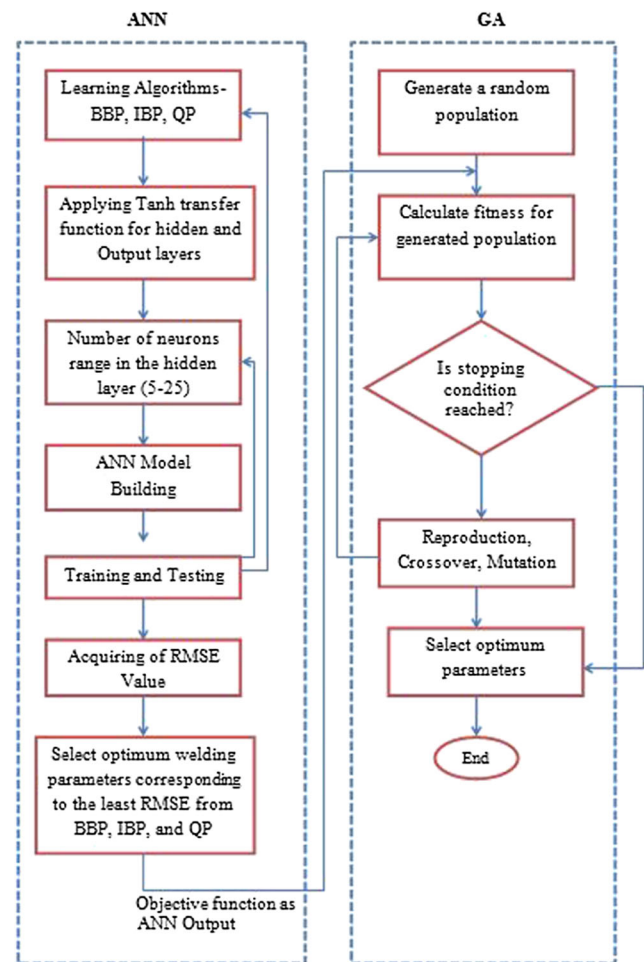 ANN
Learning Algorithms-
BBP, IBP, QP
Applying Tanh transfer
function for hidden and
Output layers
Number of neurons
range in the hidden
layer (5-25)
ANN Model
Building
Training and Testing
Acquiring of RMSE
Value
Select optimum welding
parameters corresponding
to the least RMSE from
BBP, IBP, and QP
Objective function as
ANN Output
GA
Generate a random
population
Calculate fitness for
generated population
Is stopping
condition
reached?
Reproduction,
Crossover, Mutation
Select optimum
parameters
End